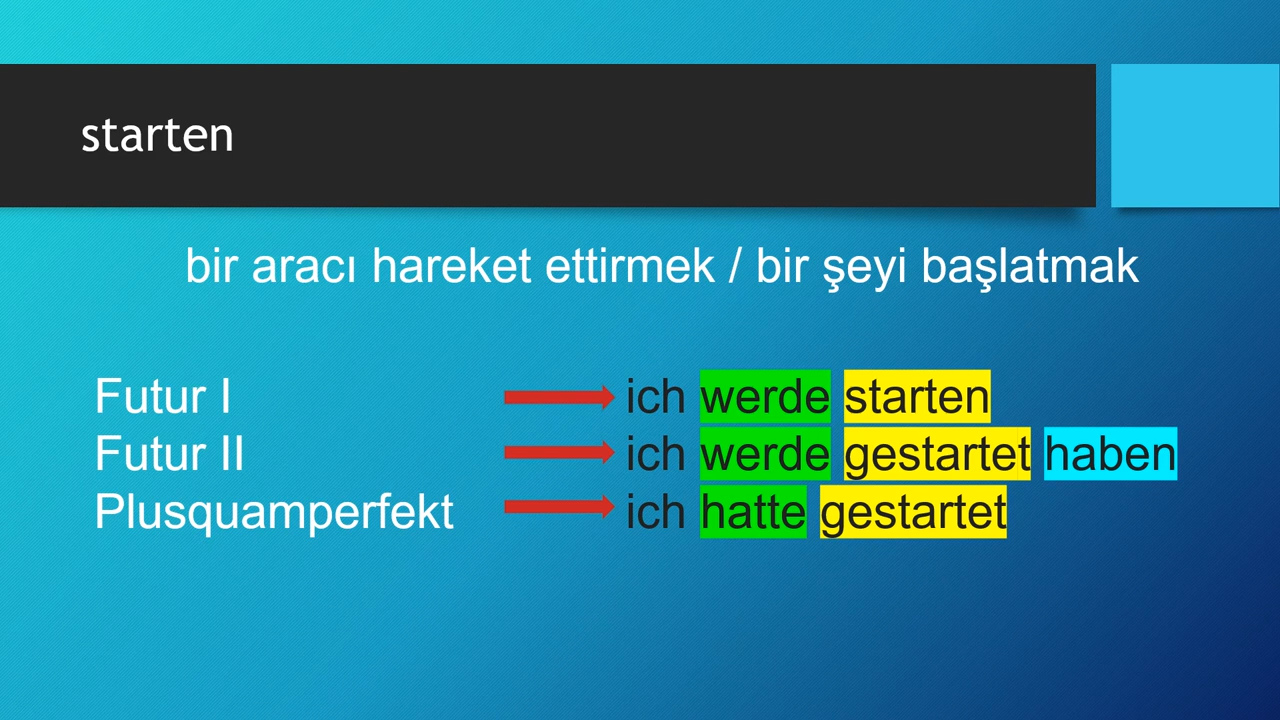 starten
bir aracı hareket ettirmek / bir şeyi başlatmak
Futur I ich werde starten
Futur II ich werde gestartet haben
Plusquamperfekt ich hatte gestartet